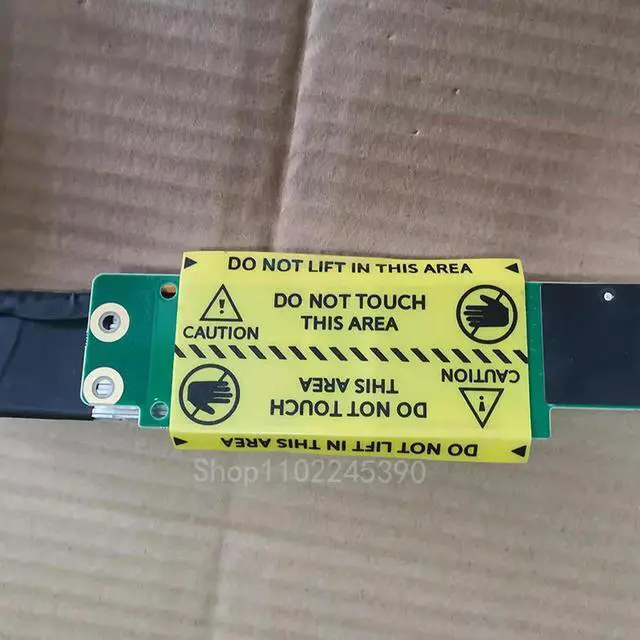 DO NOT LIFT IN THIS AREA
DO NOT TOUCH
THIS AREA
CAUTION
CAUTION
DO NOT TOUCH
THIS AREA
DO NOT LIFT IN THIS AREA
Shop1102245390